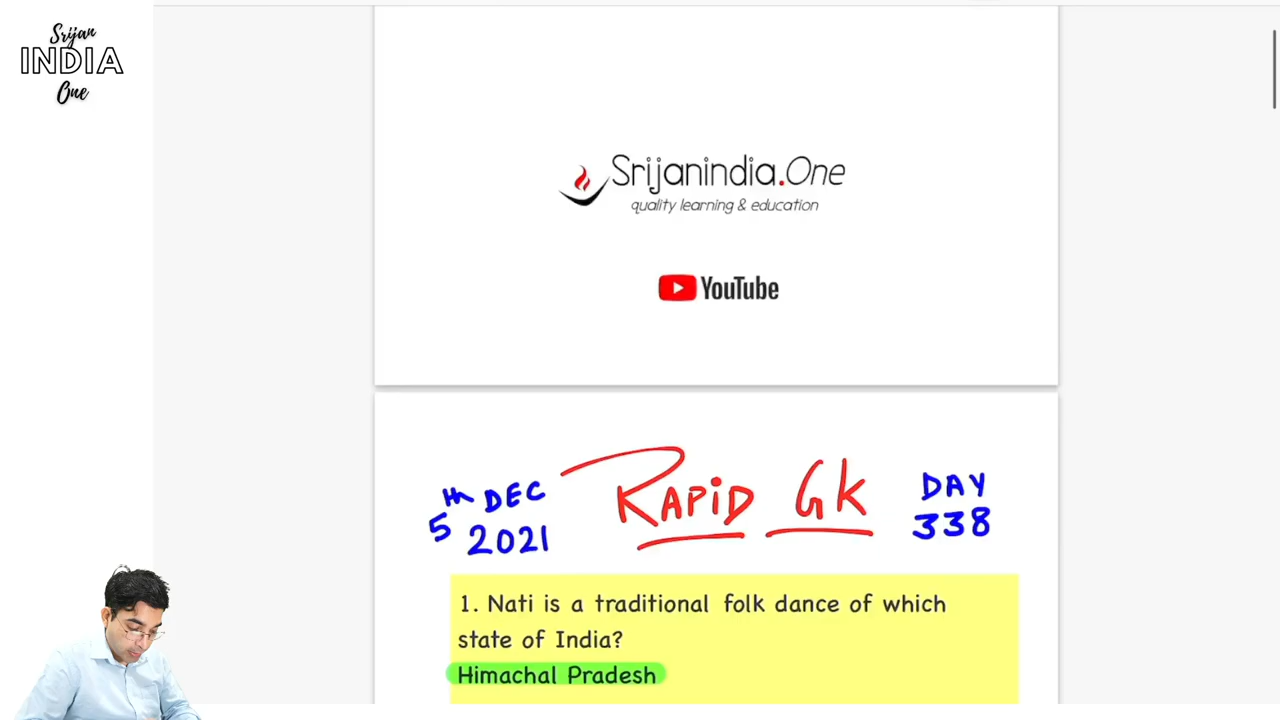 Srijan
INDIA
One
Srijanindia.One
quality learning & education
YouTube
5th DEC
2021
RAPID GK
DAY
338
1. Nati is a traditional folk dance of which
state of India?
Himachal Pradesh